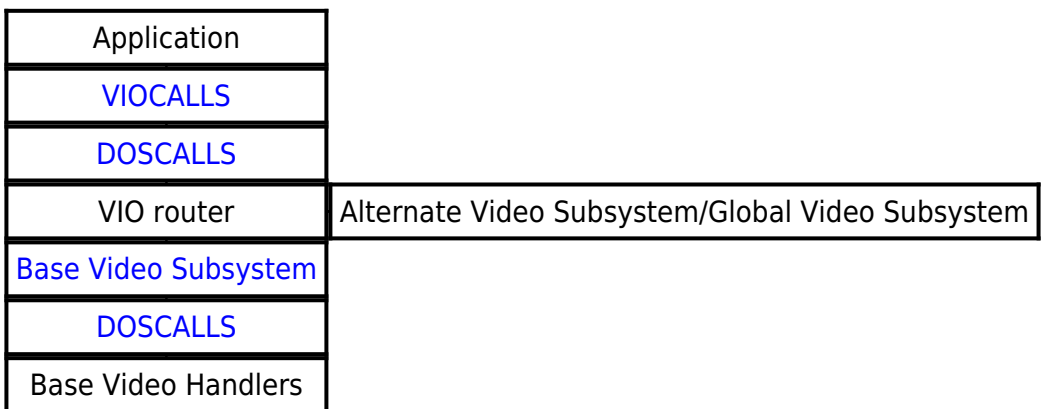 Application
VIOCALLS
DOSCALLS
VIO router
Alternate Video Subsystem/Global Video Subsystem
Base Video Subsystem
DOSCALLS
Base Video Handlers